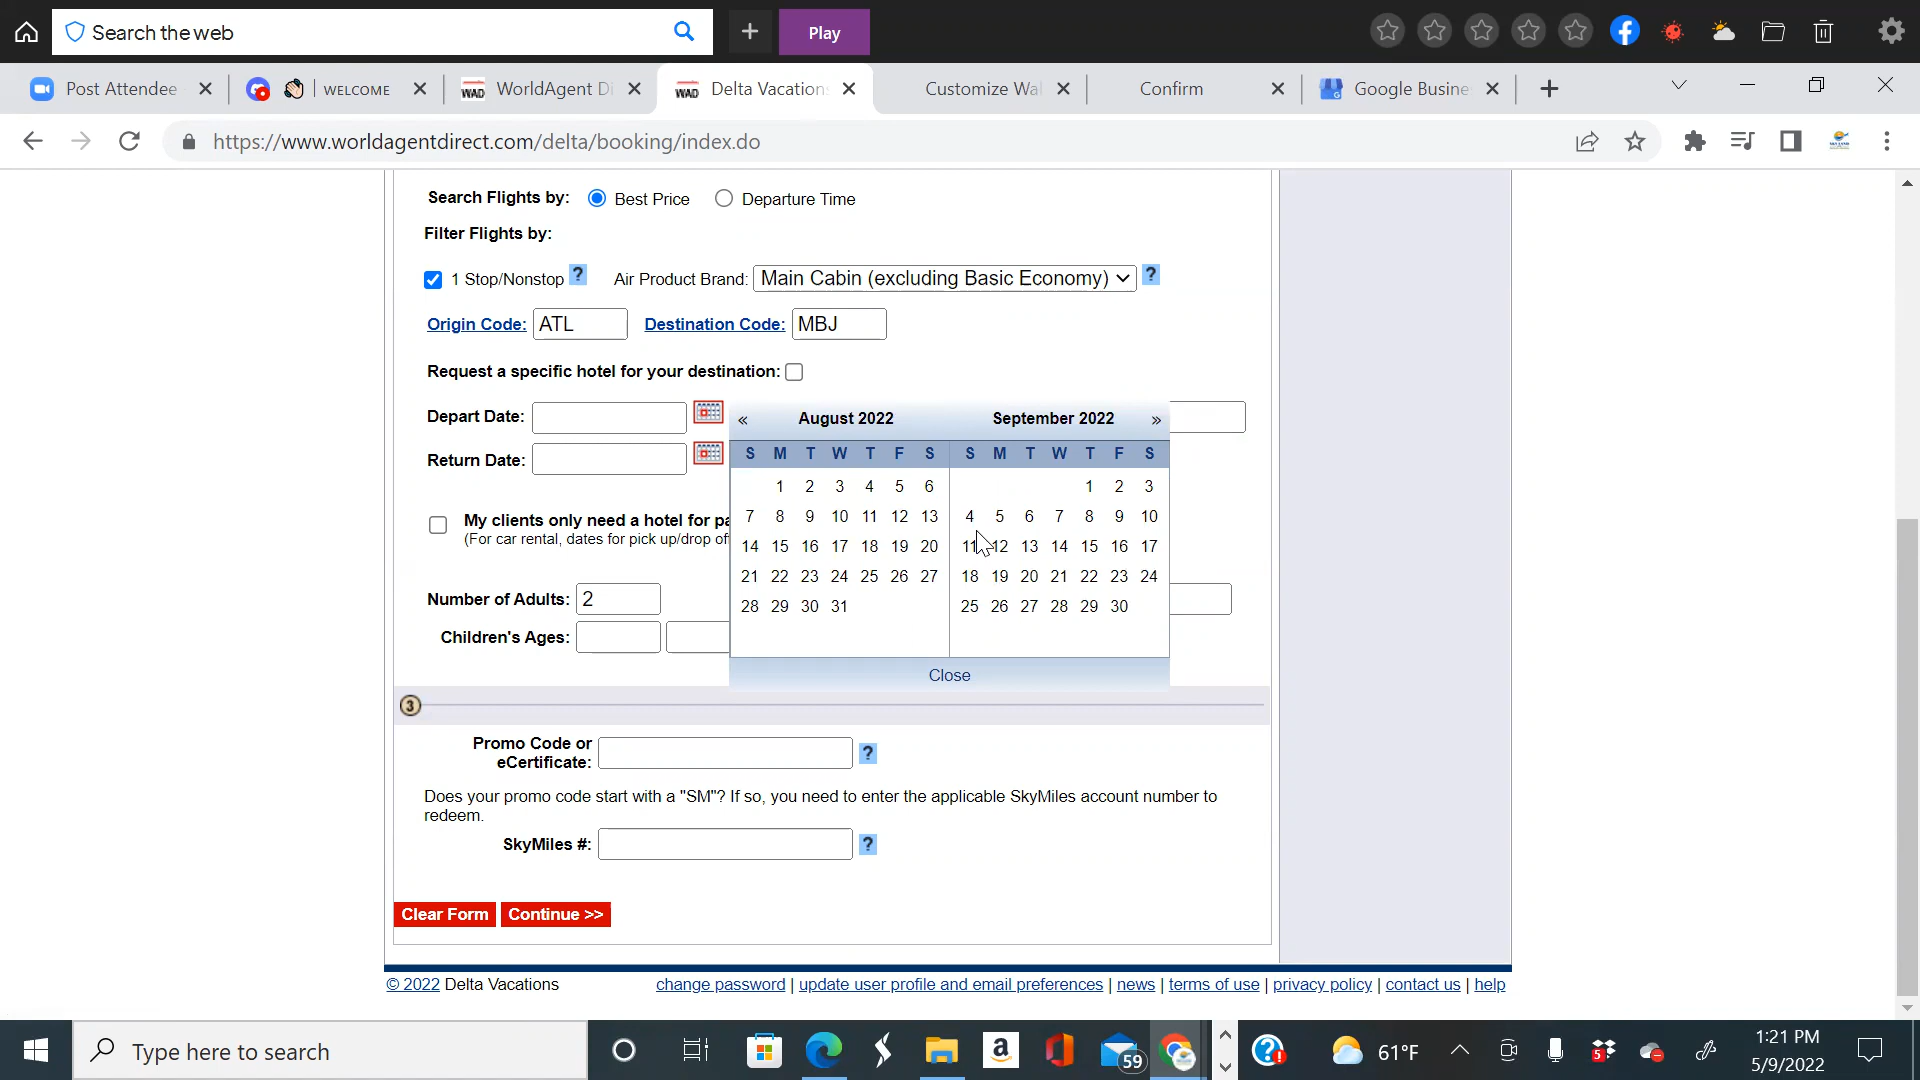 Search the web
Play
Post Attendee
WELCOME
WAD WorldAgent Di
WAD Delta Vacations
Customize Wal
Confirm
Google Busine
https://www.worldagentdirect.com/delta/booking/index.do
Search Flights by: Best Price Departure Time
Filter Flights by:
1 Stop/Nonstop ? Air Product Brand: Main Cabin (excluding Basic Economy) ?
Origin Code: ATL Destination Code: MBJ
Request a specific hotel for your destination:
Depart Date:
« August 2022 September 2022 »
Return Date:
S M T W T F S S M T W T F S
1 2 3 4 5 6 1 2 3
7 8 9 10 11 12 13 4 5 6 7 8 9 10
14 15 16 17 18 19 20 11 12 13 14 15 16 17
21 22 23 24 25 26 27 18 19 20 21 22 23 24
28 29 30 31 25 26 27 28 29 30
Close
My clients only need a hotel for pa
(For car rental, dates for pick up/drop of
Number of Adults: 2
Children's Ages:
3
Promo Code or
eCertificate: ?
Does your promo code start with a "SM"? If so, you need to enter the applicable SkyMiles account number to
redeem.
SkyMiles #: ?
Clear Form Continue >>
© 2022 Delta Vacations change password | update user profile and email preferences | news | terms of use | privacy policy | contact us | help
Type here to search
59
61°F
5
1:21 PM
5/9/2022